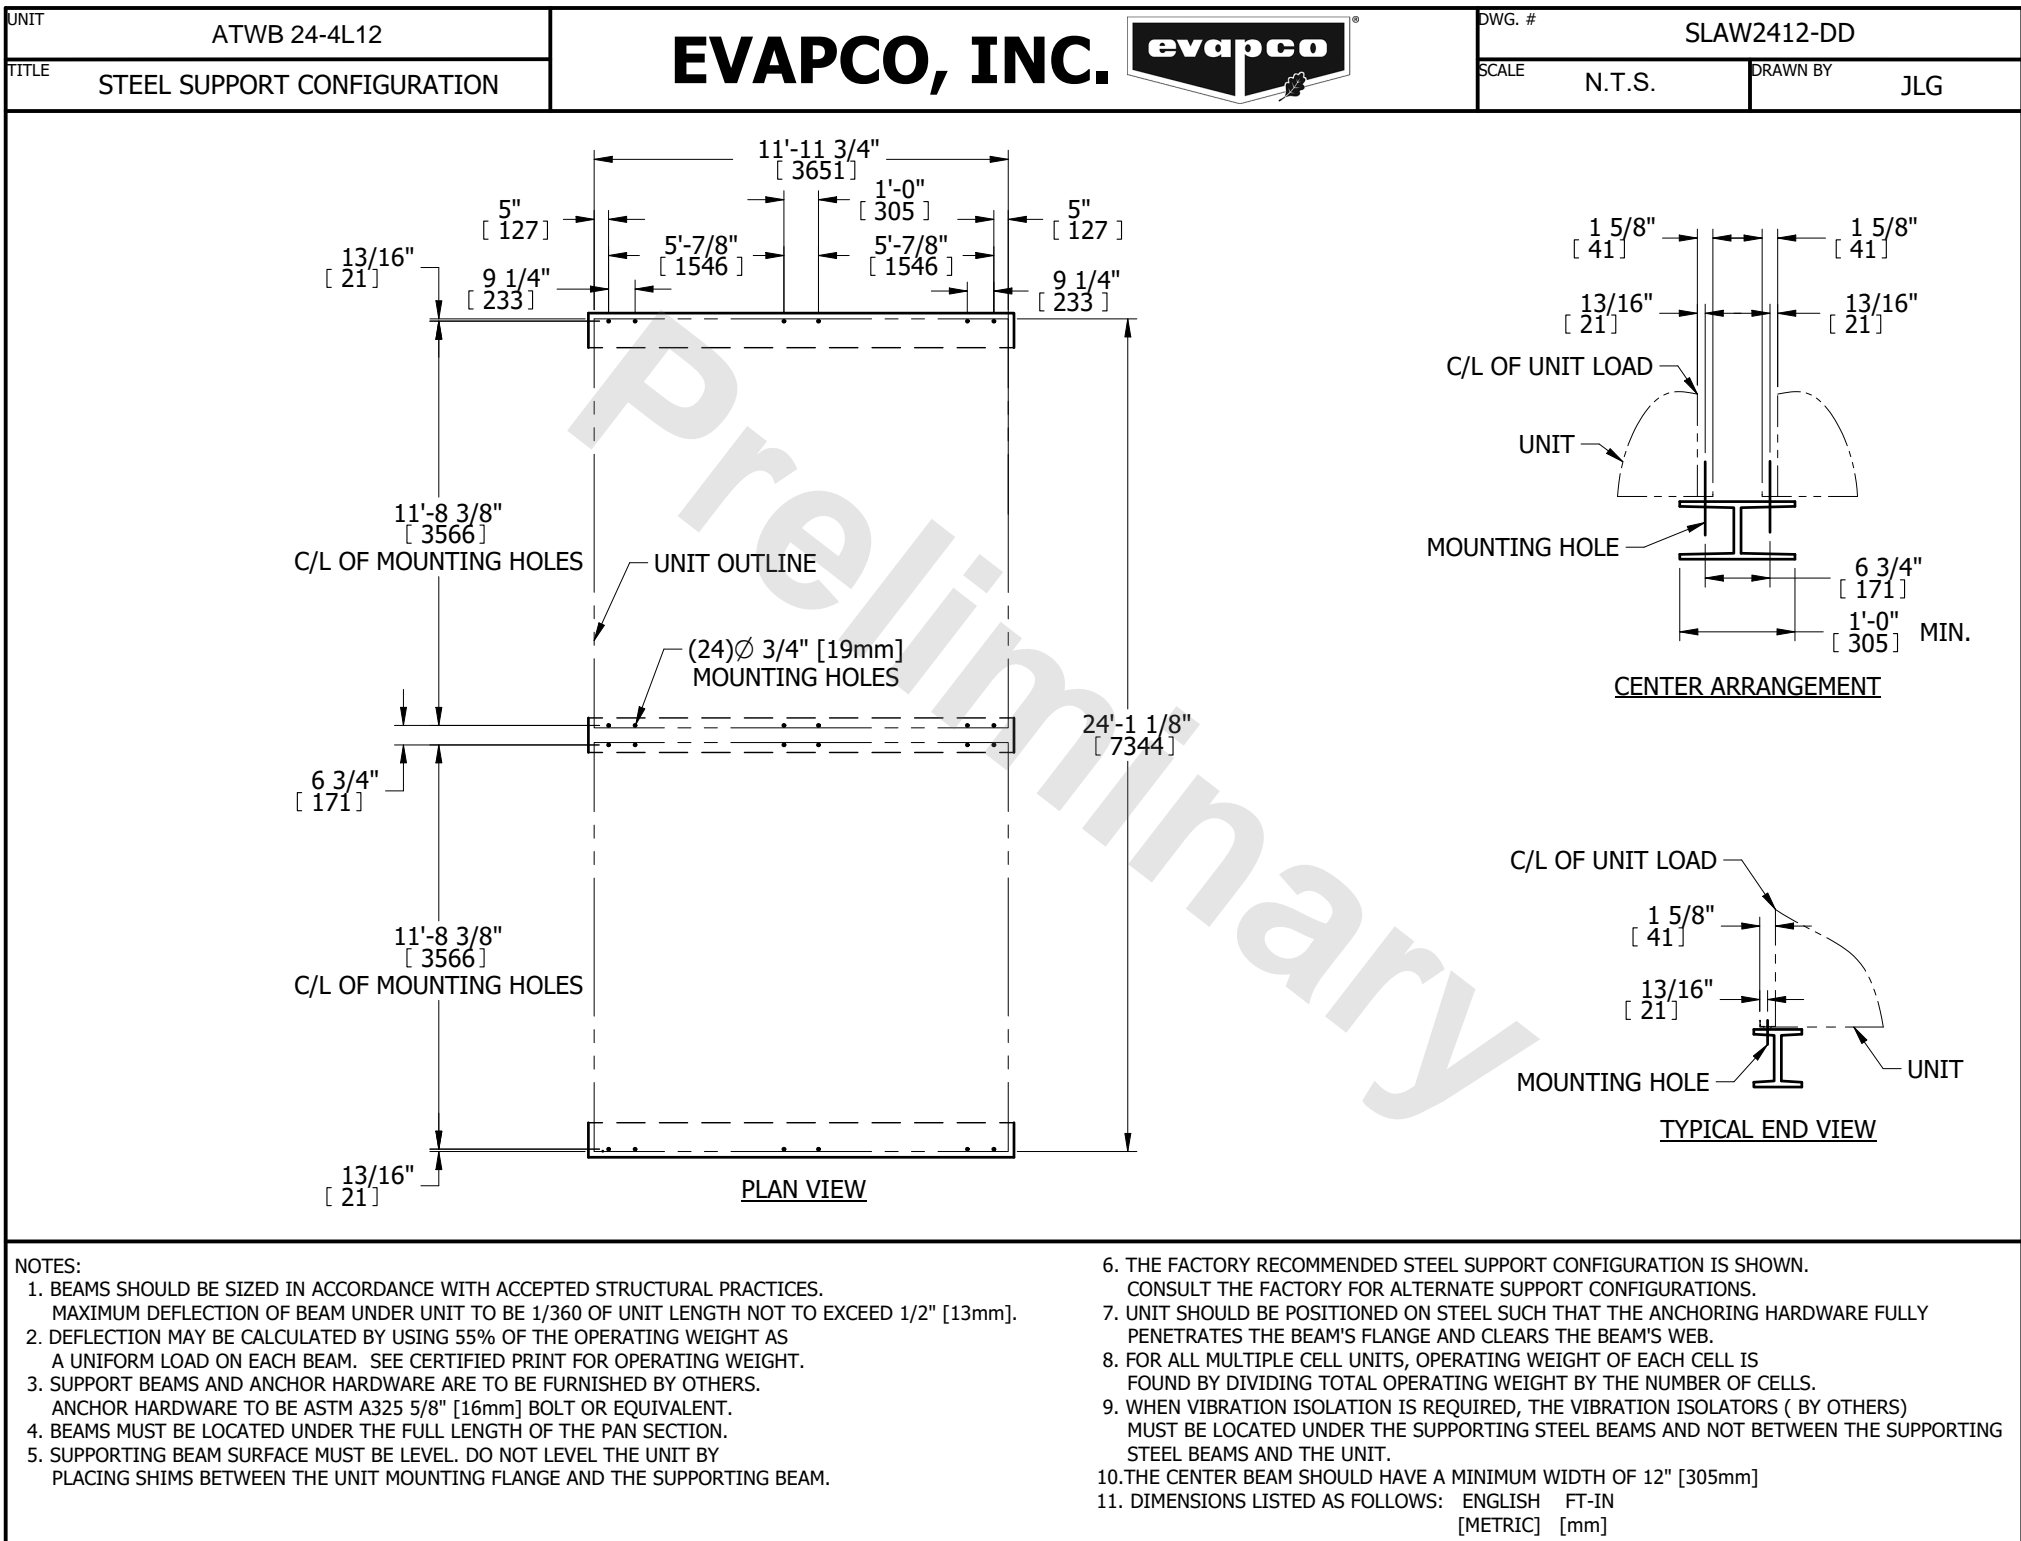 UNIT
ATWB 24-4L12
TITLE
STEEL SUPPORT CONFIGURATION
EVAPCO, INC.
evapco
®
DWG. #
SLAW2412-DD
SCALE
N.T.S.
DRAWN BY
JLG
11'-11 3/4"
[ 3651 ]
1'-0"
[ 305 ]
5"
[ 127 ]
5"
[ 127 ]
5'-7/8"
[ 1546 ]
5'-7/8"
[ 1546 ]
13/16"
[ 21 ]
9 1/4"
[ 233 ]
9 1/4"
[ 233 ]
11'-8 3/8"
[ 3566 ]
C/L OF MOUNTING HOLES
UNIT OUTLINE
(24)∅ 3/4" [19mm]
MOUNTING HOLES
24'-1 1/8"
[ 7344 ]
6 3/4"
[ 171 ]
11'-8 3/8"
[ 3566 ]
C/L OF MOUNTING HOLES
13/16"
[ 21 ]
PLAN VIEW
Preliminary
1 5/8"
[ 41 ]
1 5/8"
[ 41 ]
13/16"
[ 21 ]
13/16"
[ 21 ]
C/L OF UNIT LOAD
UNIT
MOUNTING HOLE
6 3/4"
[ 171 ]
1'-0"
[ 305 ] MIN.
CENTER ARRANGEMENT
C/L OF UNIT LOAD
1 5/8"
[ 41 ]
13/16"
[ 21 ]
MOUNTING HOLE
UNIT
TYPICAL END VIEW
NOTES:
1. BEAMS SHOULD BE SIZED IN ACCORDANCE WITH ACCEPTED STRUCTURAL PRACTICES.
MAXIMUM DEFLECTION OF BEAM UNDER UNIT TO BE 1/360 OF UNIT LENGTH NOT TO EXCEED 1/2" [13mm].
2. DEFLECTION MAY BE CALCULATED BY USING 55% OF THE OPERATING WEIGHT AS
A UNIFORM LOAD ON EACH BEAM. SEE CERTIFIED PRINT FOR OPERATING WEIGHT.
3. SUPPORT BEAMS AND ANCHOR HARDWARE ARE TO BE FURNISHED BY OTHERS.
ANCHOR HARDWARE TO BE ASTM A325 5/8" [16mm] BOLT OR EQUIVALENT.
4. BEAMS MUST BE LOCATED UNDER THE FULL LENGTH OF THE PAN SECTION.
5. SUPPORTING BEAM SURFACE MUST BE LEVEL. DO NOT LEVEL THE UNIT BY
PLACING SHIMS BETWEEN THE UNIT MOUNTING FLANGE AND THE SUPPORTING BEAM.
6. THE FACTORY RECOMMENDED STEEL SUPPORT CONFIGURATION IS SHOWN.
CONSULT THE FACTORY FOR ALTERNATE SUPPORT CONFIGURATIONS.
7. UNIT SHOULD BE POSITIONED ON STEEL SUCH THAT THE ANCHORING HARDWARE FULLY
PENETRATES THE BEAM'S FLANGE AND CLEARS THE BEAM'S WEB.
8. FOR ALL MULTIPLE CELL UNITS, OPERATING WEIGHT OF EACH CELL IS
FOUND BY DIVIDING TOTAL OPERATING WEIGHT BY THE NUMBER OF CELLS.
9. WHEN VIBRATION ISOLATION IS REQUIRED, THE VIBRATION ISOLATORS ( BY OTHERS)
MUST BE LOCATED UNDER THE SUPPORTING STEEL BEAMS AND NOT BETWEEN THE SUPPORTING
STEEL BEAMS AND THE UNIT.
10.THE CENTER BEAM SHOULD HAVE A MINIMUM WIDTH OF 12" [305mm]
11. DIMENSIONS LISTED AS FOLLOWS: ENGLISH FT-IN
[METRIC] [mm]